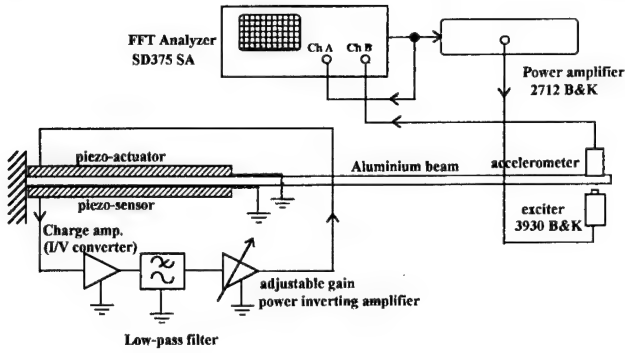 FFT Analyzer
SD375 SA
Ch A
Ch B
Power amplifier
2712 B&K
piezo-actuator
Aluminium beam
accelerometer
piezo-sensor
exciter
3930 B&K
Charge amp.
(I/V converter)
adjustable gain
power inverting amplifier
Low-pass filter